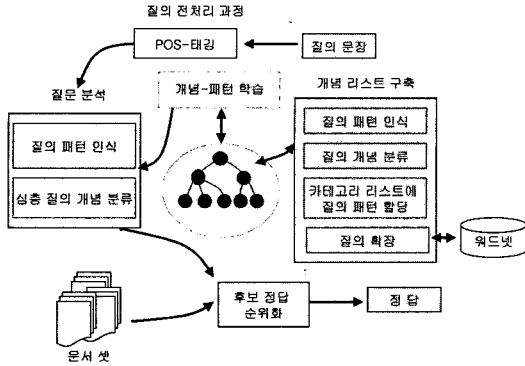 질의 전처리 과정
POS-태깅
질의 문장
질문 분석
질의 패턴 인식
심층 질의 개념 분류
개념-패턴 학습
개념 리스트 구축
질의 패턴 인식
질의 개념 분류
카테고리 리스트에
질의 패턴 할당
질의 확장
워드넷
문서 셋
후보 정답
순위화
정 답